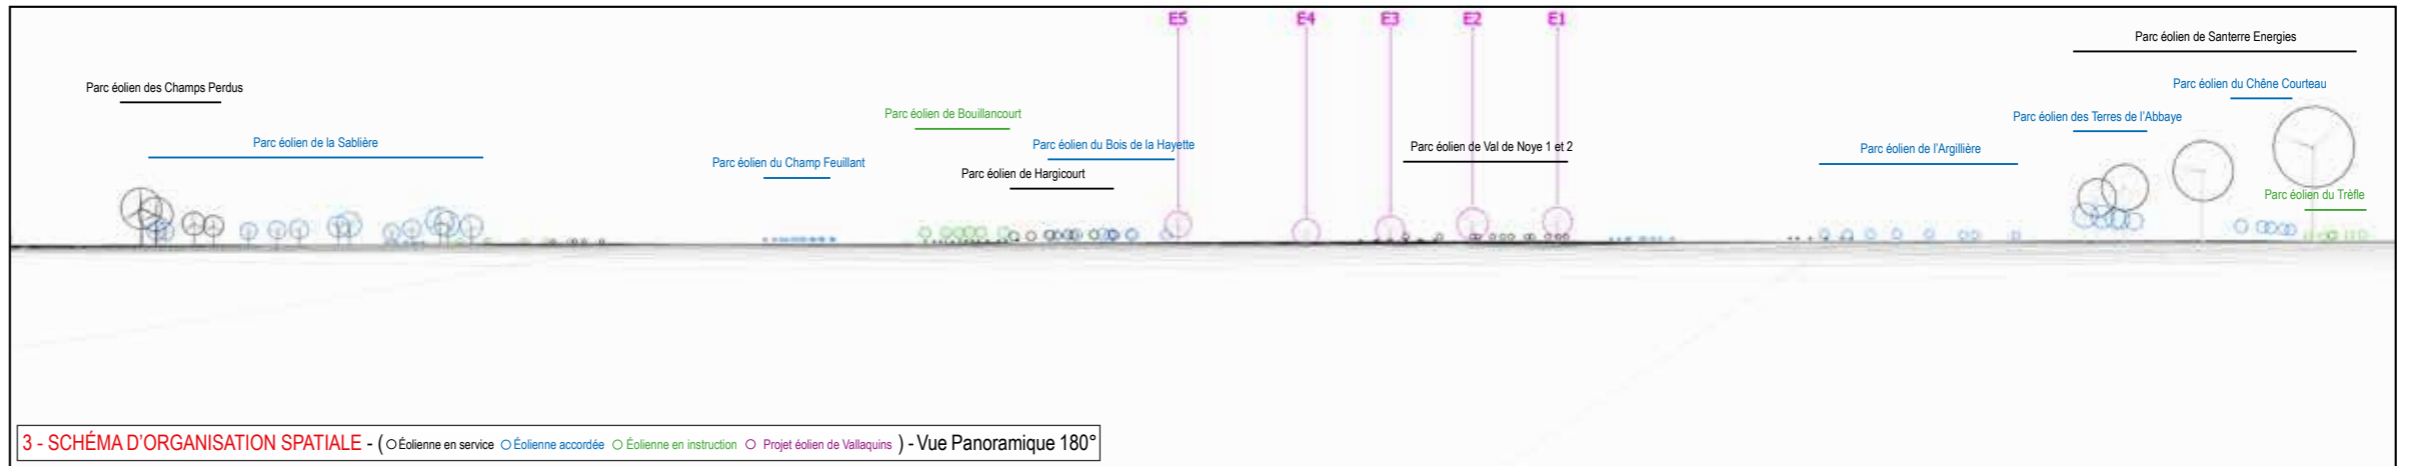 E5 E4 E3 E2 E1
Parc éolien de Santerre Energies
Parc éolien des Champs Perdus
Parc éolien du Chêne Courteau
Parc éolien de Bouillancourt
Parc éolien des Terres de l'Abbaye
Parc éolien de la Sablière
Parc éolien du Bois de la Hayette
Parc éolien de Val de Noye 1 et 2
Parc éolien de l'Argillière
Parc éolien du Champ Feuillant
Parc éolien de Hargicourt
Parc éolien du Trèfle
3 - SCHÉMA D'ORGANISATION SPATIALE - ( Éolienne en service Éolienne accordée Éolienne en instruction Projet éolien de Vallaquins ) - Vue Panoramique 180°